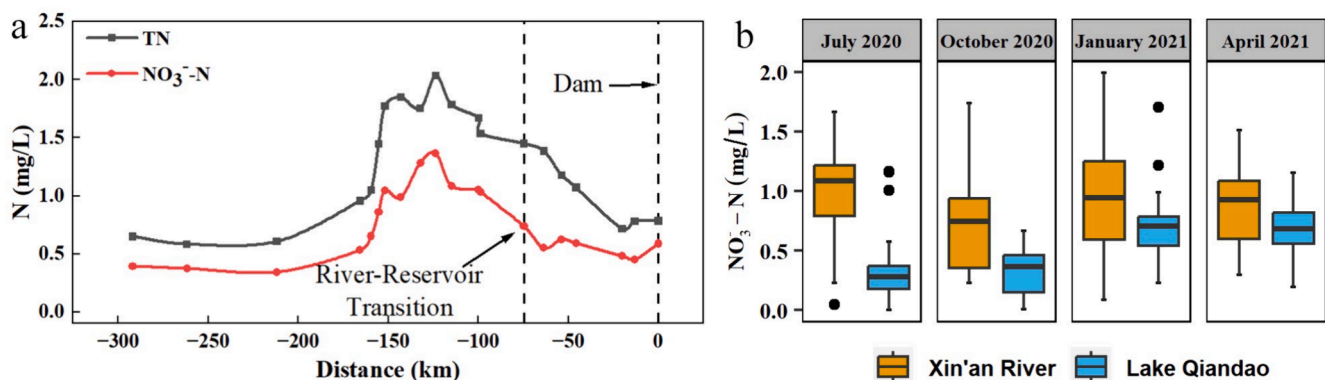 a
2.5
2.0
1.5
1.0
0.5
0.0
N (mg/L)
TN
NO₃⁻-N
Dam
River-Reservoir
Transition
−300 −250 −200 −150 −100 −50 0
Distance (km)
b
July 2020 October 2020 January 2021 April 2021
2.0
1.5
1.0
0.5
0.0
NO₃⁻ − N (mg/L)
Xin'an River Lake Qiandao